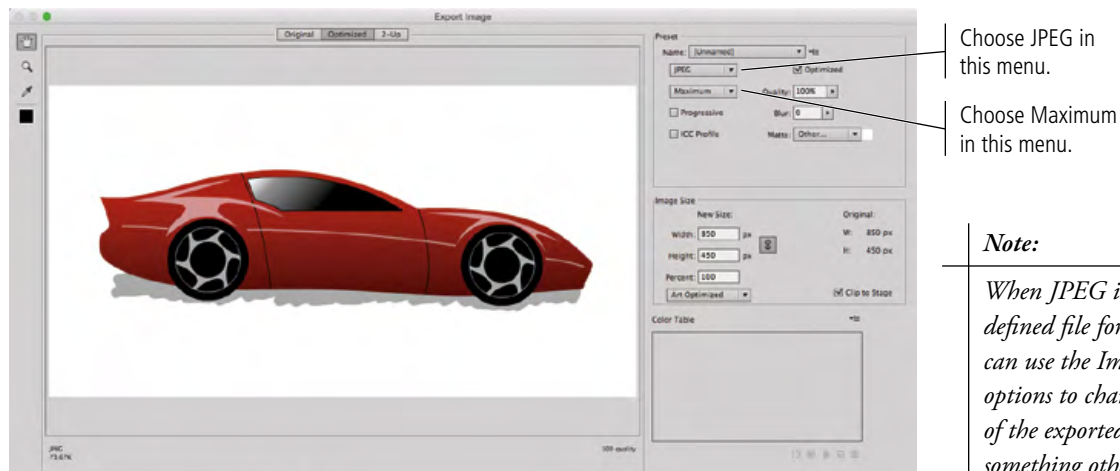 Export Image
Original Optimized 2-Up
Preset
Name: [Unnamed]
JPEG Optimized
Maximum Quality: 100%
Progressive Blur: 0
ICC Profile Matte: Other...
Image Size
New Size: Original:
Width: 850 px W: 850 px
Height: 450 px H: 450 px
Percent: 100
Art Optimized Clip to Stage
Color Table
JPEG
100 quality
Choose JPEG in
this menu.
Choose Maximum
in this menu.
Note:
When JPEG i
defined file for
can use the Im
options to cha
of the exported
something oth